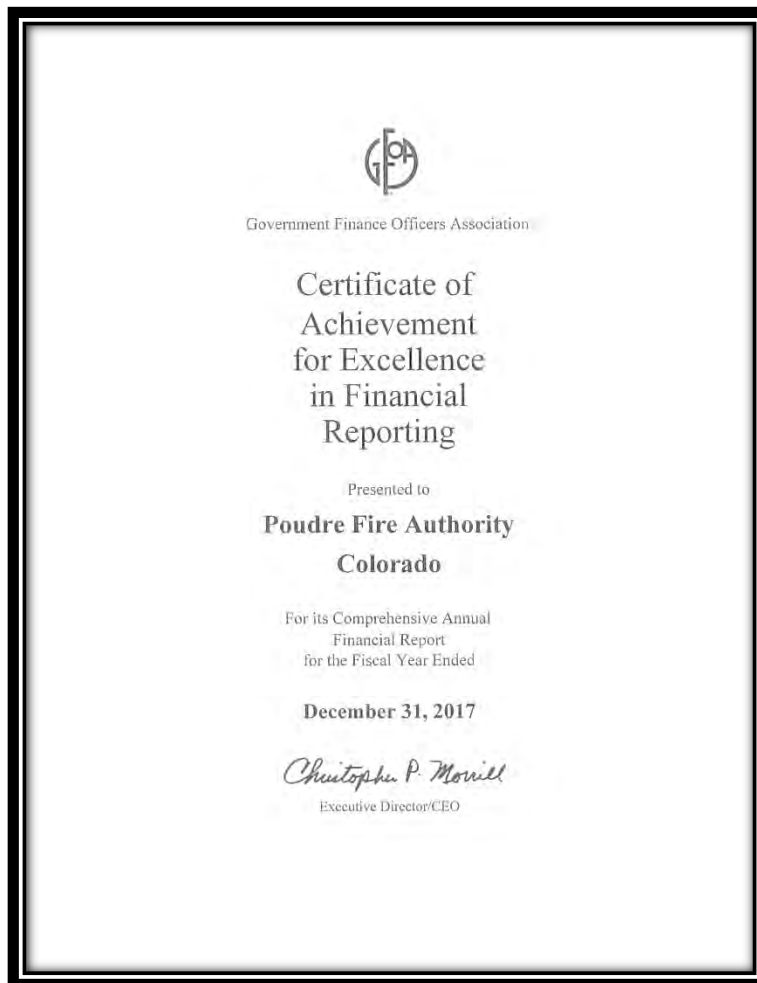 GFOA
Government Finance Officers Association
Certificate of
Achievement
for Excellence
in Financial
Reporting
Presented to
Poudre Fire Authority
Colorado
For its Comprehensive Annual
Financial Report
for the Fiscal Year Ended
December 31, 2017
Christopher P. Morrill
Executive Director/CEO